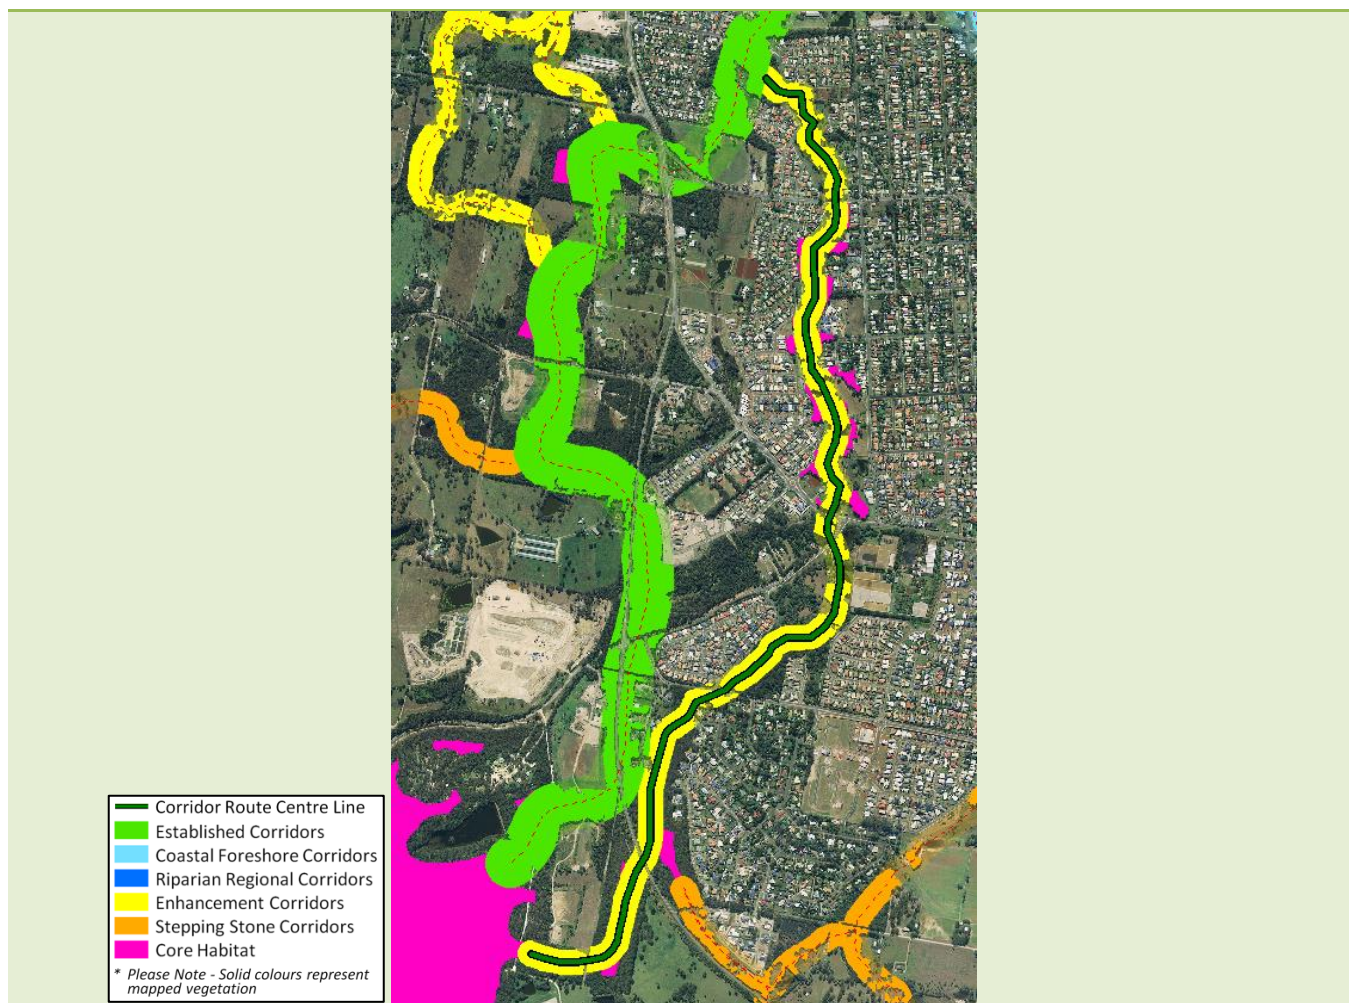 Corridor Route Centre Line
Established Corridors
Coastal Foreshore Corridors
Riparian Regional Corridors
Enhancement Corridors
Stepping Stone Corridors
Core Habitat
* Please Note - Solid colours represent
mapped vegetation